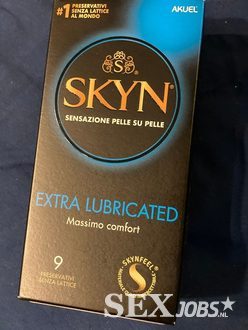 #1 PRESERVATIVI
SENZA LATTICE
AL MONDO
AKUEL®
S
SKYN®
SENSAZIONE PELLE SU PELLE
EXTRA LUBRICATED
Massimo comfort
9
PRESERVATIVI
SENZA LATTICE
SKYNFEEL
S
SEXJOBS.NL